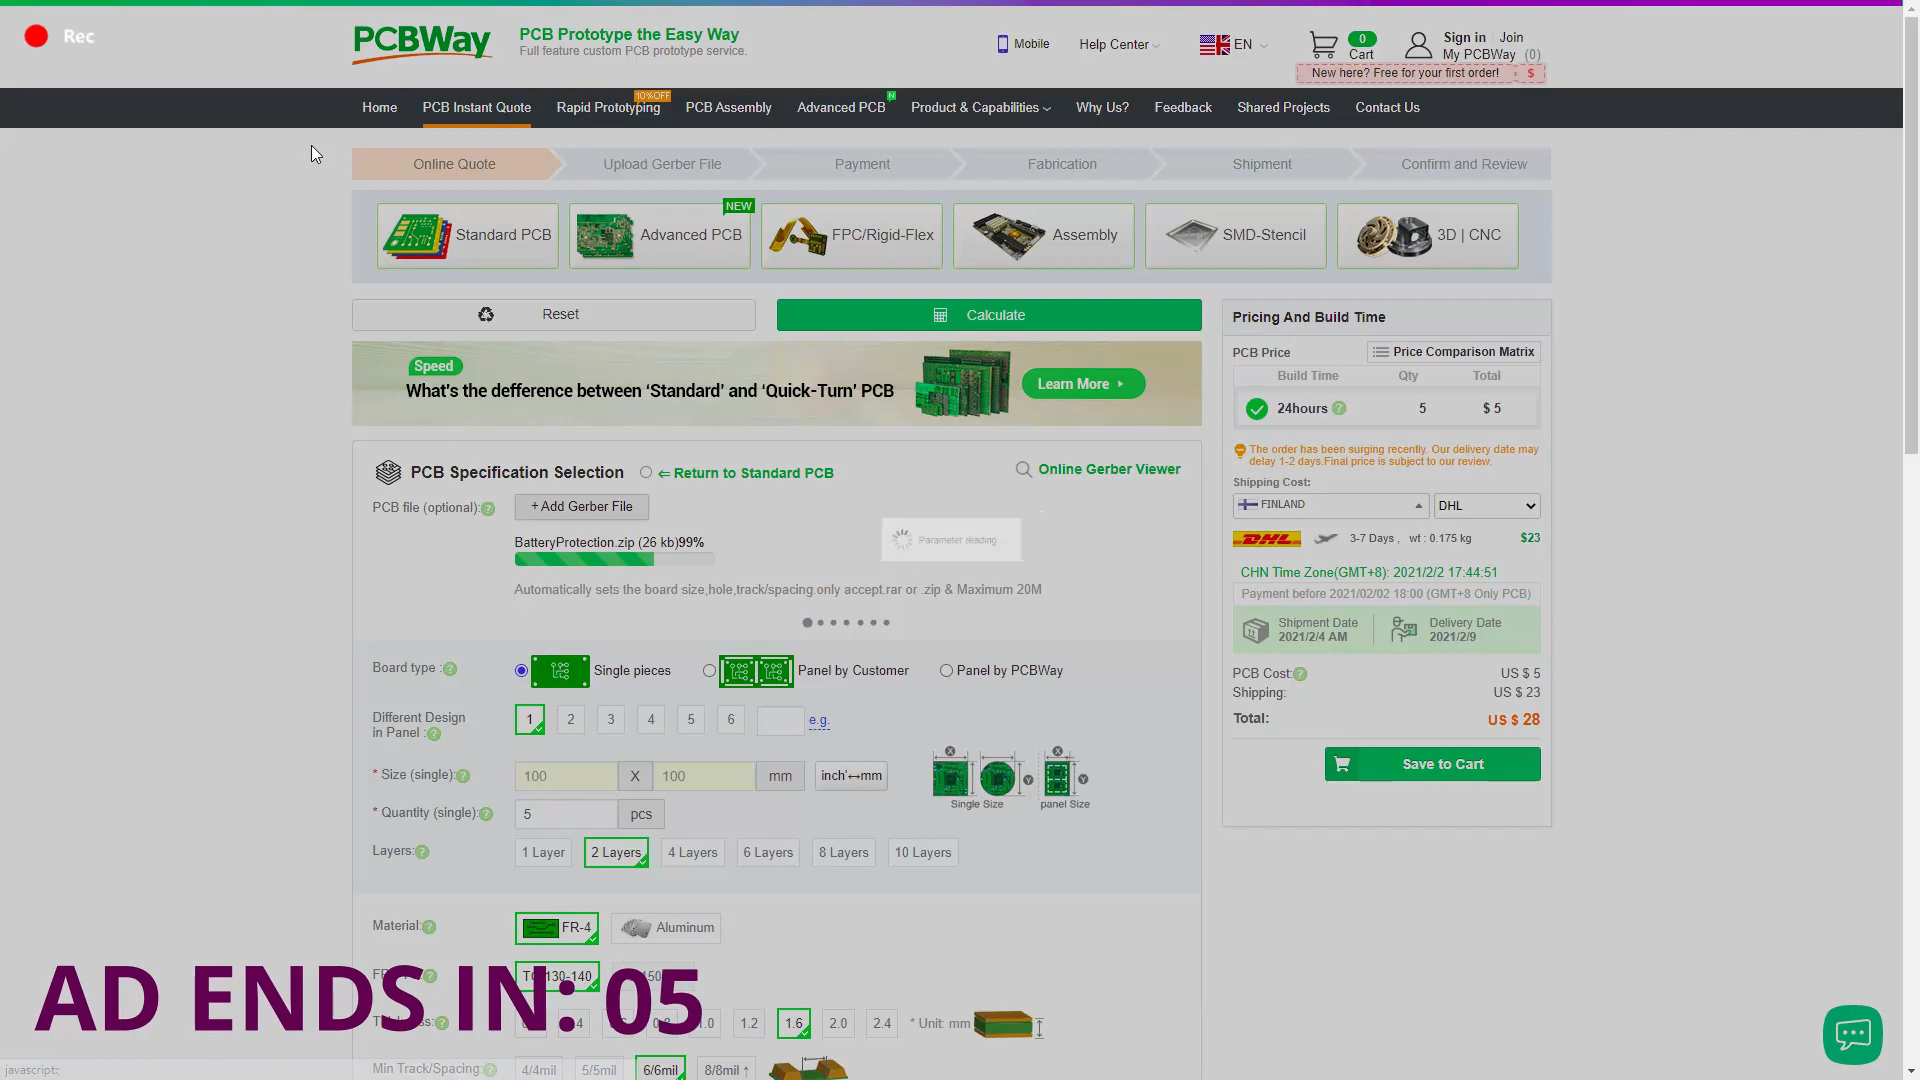 Rec
PCBWay
PCB Prototype the Easy Way
Full feature custom PCB prototype service.
Mobile
Help Center
EN
0
Cart
Sign in
Join
My PCBWay (0)
New here? Free for your first order! $
Home
PCB Instant Quote
10%OFF
Rapid Prototyping
PCB Assembly
N
Advanced PCB
Product & Capabilities
Why Us?
Feedback
Shared Projects
Contact Us
Online Quote
Upload Gerber File
Payment
Fabrication
Shipment
Confirm and Review
Standard PCB
NEW
Advanced PCB
FPC/Rigid-Flex
Assembly
SMD-Stencil
3D | CNC
Reset
Calculate
Speed
What's the defference between ‘Standard’ and ‘Quick-Turn’ PCB
Learn More
PCB Specification Selection
⇐ Return to Standard PCB
Online Gerber Viewer
PCB file (optional):?
+ Add Gerber File
BatteryProtection.zip (26 kb)99%
Parameter reading...
Automatically sets the board size,hole,track/spacing.only accept.rar or .zip & Maximum 20M
Board type :?
Single pieces
Panel by Customer
Panel by PCBWay
Different Design
in Panel :?
1 2 3 4 5 6
e.g.
* Size (single):?
100 X 100 mm
inch'↔mm
X X Y Y
Single Size
panel Size
* Quantity (single):?
5 pcs
Layers:?
1 Layer 2 Layers 4 Layers 6 Layers 8 Layers 10 Layers
Material:?
FR-4
Aluminum
130-140
1.2 1.6 2.0 2.4
* Unit: mm
Min Track/Spacing:?
4/4mil 5/5mil 6/6mil 8/8mil ↑
Pricing And Build Time
PCB Price
Price Comparison Matrix
Build Time Qty Total
24hours ? 5 $ 5
The order has been surging recently. Our delivery date may
delay 1-2 days.Final price is subject to our review.
Shipping Cost:
FINLAND
DHL
DHL 3-7 Days , wt : 0.175 kg $23
CHN Time Zone(GMT+8): 2021/2/2 17:44:51
Payment before 2021/02/02 18:00 (GMT+8 Only PCB)
Shipment Date
2021/2/4 AM
Delivery Date
2021/2/9
PCB Cost:? US $ 5
Shipping: US $ 23
Total: US $ 28
Save to Cart
AD ENDS IN: 05
javascript:;